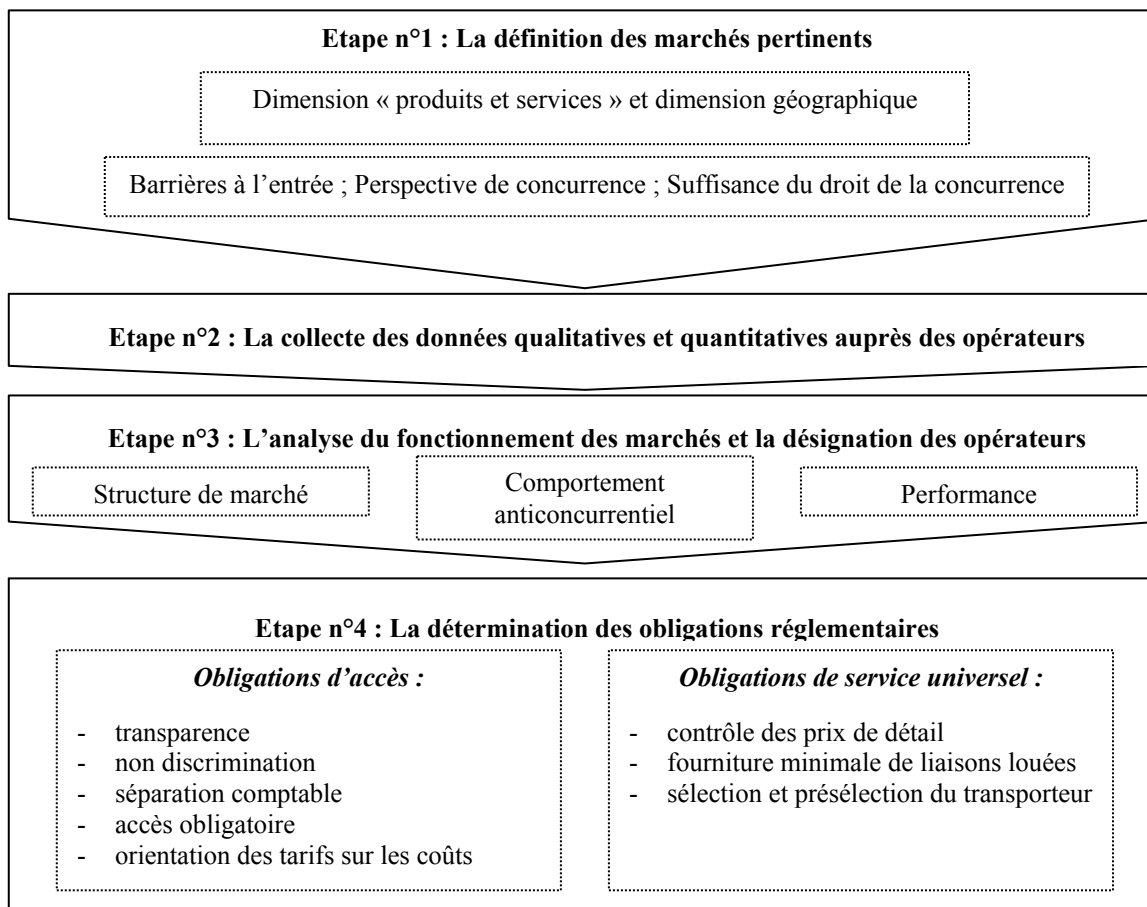 Etape n°1 : La définition des marchés pertinents
Dimension « produits et services » et dimension géographique
Barrières à l’entrée ; Perspective de concurrence ; Suffisance du droit de la concurrence
Etape n°2 : La collecte des données qualitatives et quantitatives auprès des opérateurs
Etape n°3 : L’analyse du fonctionnement des marchés et la désignation des opérateurs
Structure de marché
Comportement
anticoncurrentiel
Performance
Etape n°4 : La détermination des obligations réglementaires
Obligations d’accès :
- transparence
- non discrimination
- séparation comptable
- accès obligatoire
- orientation des tarifs sur les coûts
Obligations de service universel :
- contrôle des prix de détail
- fourniture minimale de liaisons louées
- sélection et présélection du transporteur